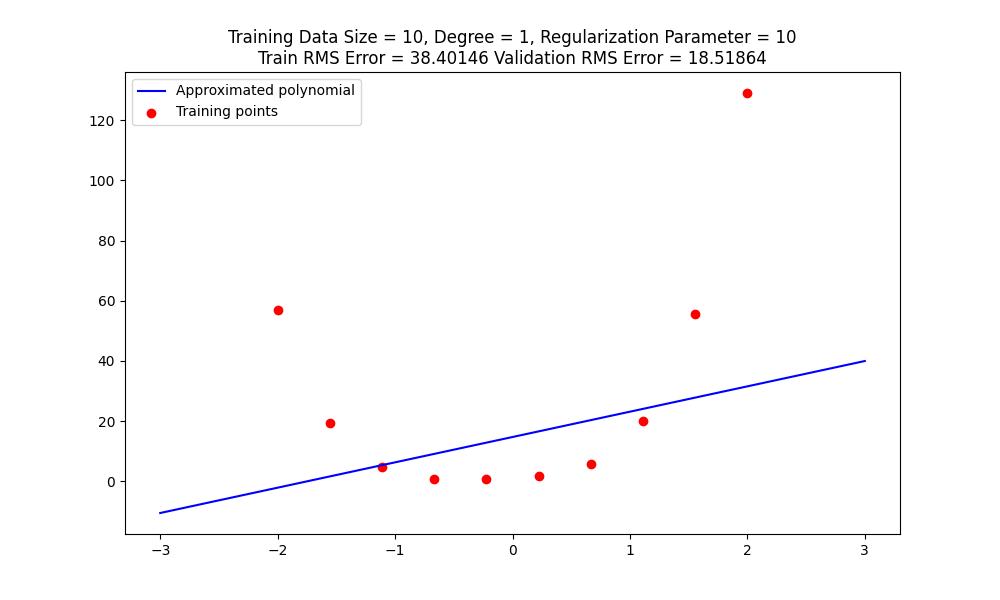 Training Data Size = 10, Degree = 1, Regularization Parameter = 10
Train RMS Error = 38.40146 Validation RMS Error = 18.51864
Approximated polynomial
Training points
120
100
80
60
40
20
0
−3 −2 −1 0 1 2 3